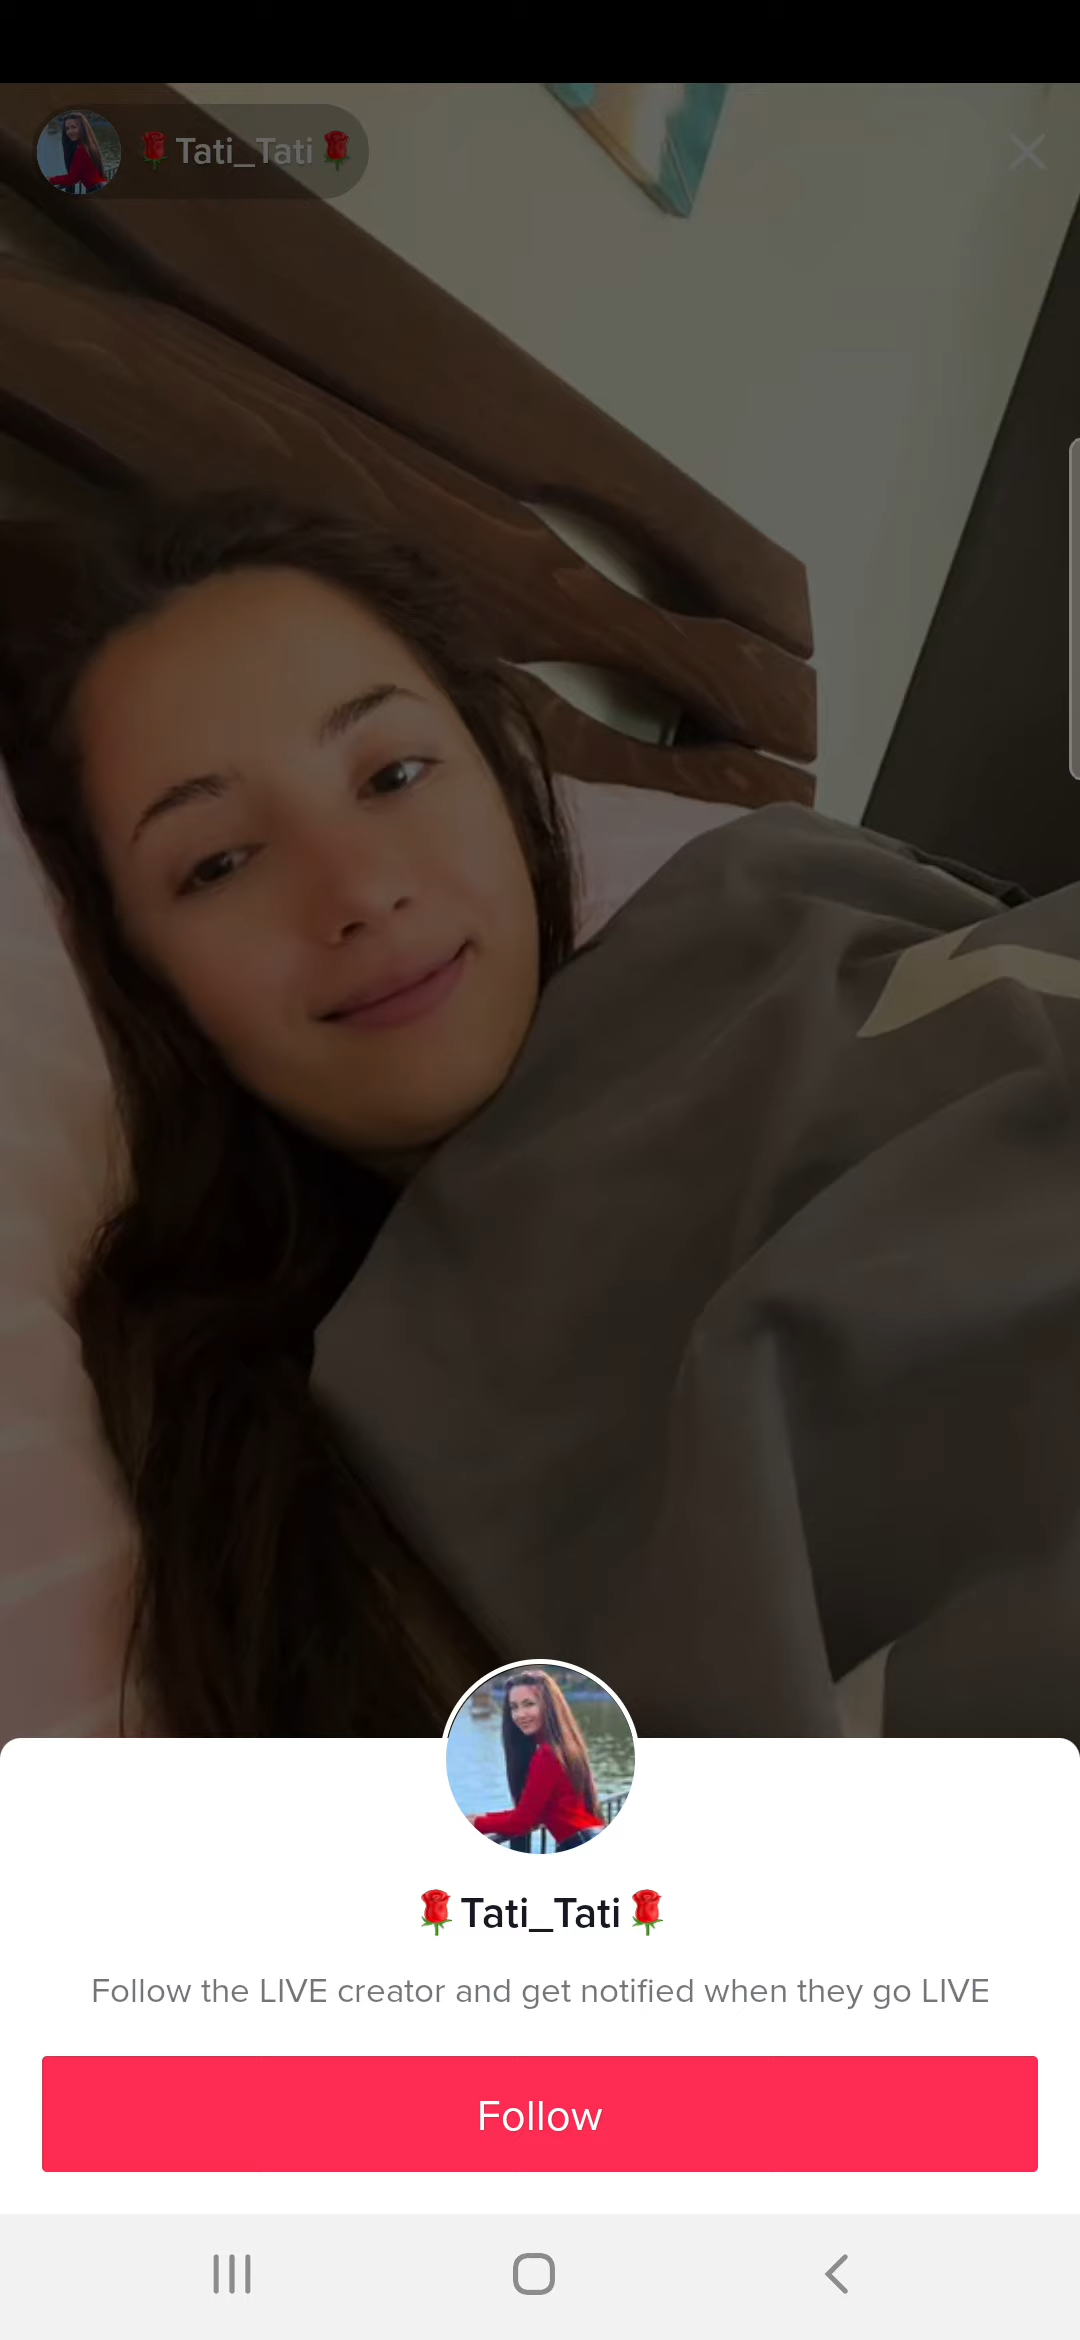 🌹Tati_Tati🌹
🌹Tati_Tati🌹
Follow the LIVE creator and get notified when they go LIVE
Follow